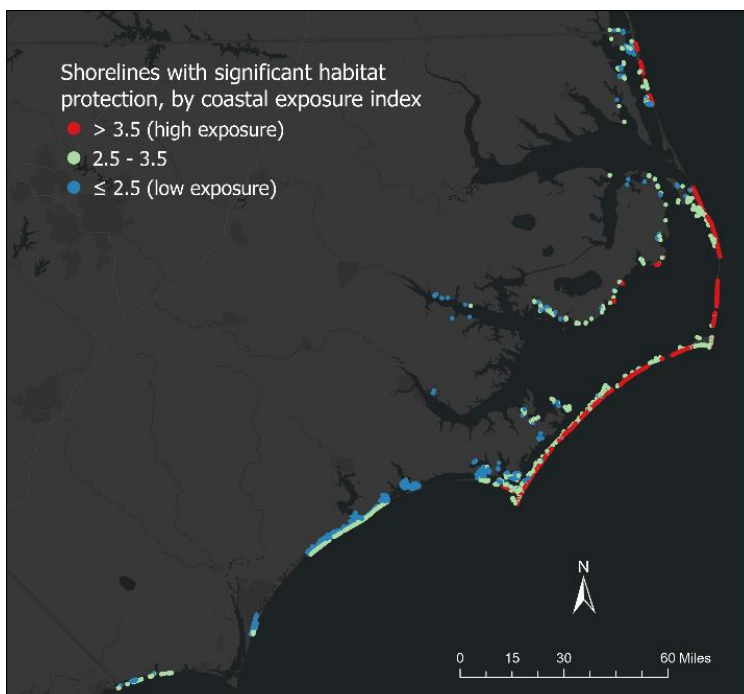 Shorelines with significant habitat
protection, by coastal exposure index
> 3.5 (high exposure)
2.5 - 3.5
≤ 2.5 (low exposure)
N
0 15 30 60 Miles